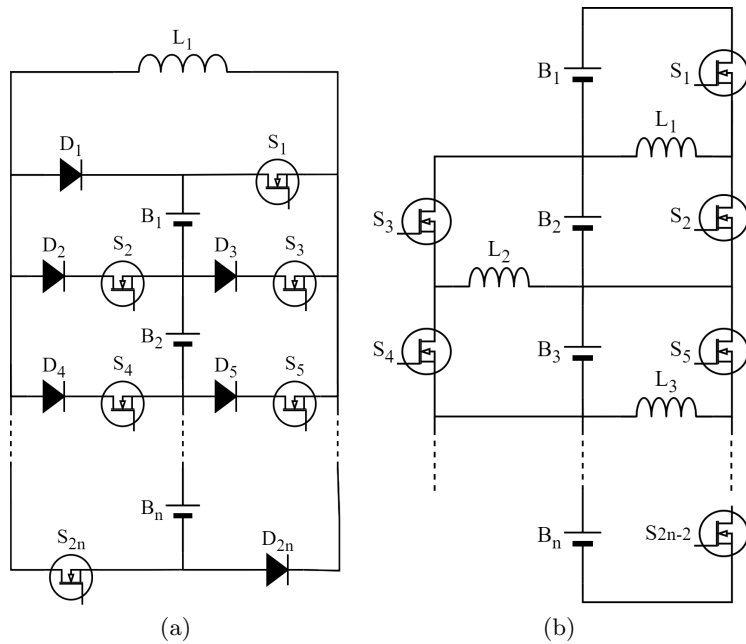 L1
D1
S1
B1
D2
S2
D3
S3
B2
D4
S4
D5
S5
Bn
S2n
D2n
(a)
B1
S1
L1
S3
B2
S2
L2
S4
B3
S5
L3
Bn
S2n-2
(b)